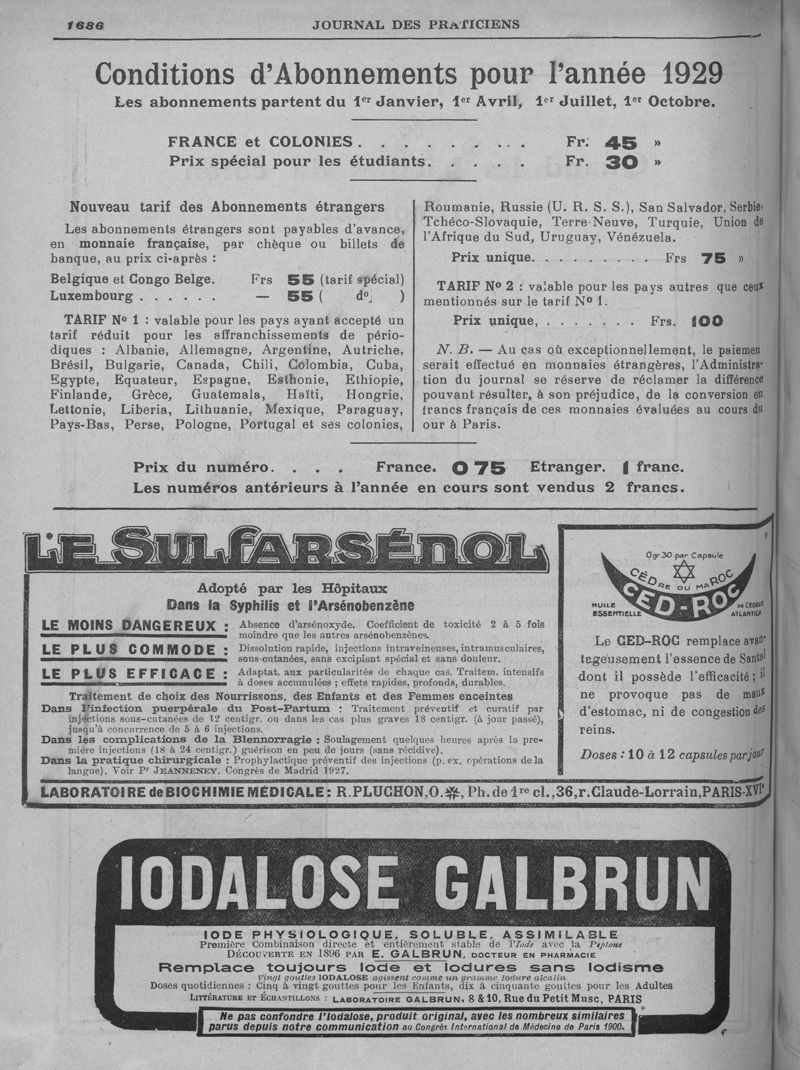 1686
JOURNAL DES PRATICIENS
Conditions d'Abonnements pour l'année 1929
Les abonnements partent du 1er Janvier, 1er Avril, 1er Juillet, 1er Octobre.
FRANCE et COLONIES . . . . . . . . Fr. 45 »
Prix spécial pour les étudiants. . . . . Fr. 30 »
Nouveau tarif des Abonnements étrangers
Les abonnements étrangers sont payables d'avance,
en monnaie française, par chèque ou billets de
banque, au prix ci-après :
Belgique et Congo Belge. Frs 55 (tarif spécial)
Luxembourg . . . . . . — 55 ( do )
TARIF No 1 : valable pour les pays ayant accepté un
tarif réduit pour les affranchissements de pério-
diques : Albanie, Allemagne, Argentine, Autriche,
Brésil, Bulgarie, Canada, Chili, Colombia, Cuba,
Egypte, Equateur, Espagne, Esthonie, Ethiopie,
Finlande, Grèce, Guatemala, Haïti, Hongrie,
Lettonie, Liberia, Lithuanie, Mexique, Paraguay,
Pays-Bas, Perse, Pologne, Portugal et ses colonies,
Roumanie, Russie (U. R. S. S.), San Salvador, Serbie,
Tchéco-Slovaquie, Terre-Neuve, Turquie, Union de
l'Afrique du Sud, Uruguay, Vénézuela.
Prix unique. . . . . . . . . Frs 75 »
TARIF No 2 : valable pour les pays autres que ceux
mentionnés sur le tarif No 1.
Prix unique, . . . . . . . Frs. 100
N. B. — Au cas où exceptionnellement, le paiemen
serait effectué en monnaies étrangères, l'Administra-
tion du journal se réserve de réclamer la différence
pouvant résulter, à son préjudice, de la conversion en
francs français de ces monnaies évaluées au cours du
our à Paris.
Prix du numéro. . . . France. 0 75 Etranger. 1 franc.
Les numéros antérieurs à l'année en cours sont vendus 2 francs.
LE SULFARSÉNOL
Adopté par les Hôpitaux
Dans la Syphilis et l'Arsénobenzène
LE MOINS DANGEREUX : Absence d'arsénoxyde. Coefficient de toxicité 2 à 5 fois
moindre que les autres arsénobenzènes.
LE PLUS COMMODE : Dissolution rapide, injections intraveineuses, intramusculaires,
sous-cutanées, sans excipient spécial et sans douleur.
LE PLUS EFFICACE : Adaptat. aux particularités de chaque cas. Traitem. intensifs
à doses accumulées ; effets rapides, profonds, durables.
Traitement de choix des Nourrissons, des Enfants et des Femmes enceintes
Dans l'infection puerpérale du Post-Partum : Traitement préventif et curatif par
injections sous-cutanées de 12 centigr. ou dans les cas plus graves 18 centigr. (à jour passé),
jusqu'à concurrence de 5 à 6 injections.
Dans les complications de la Blennorragie : Soulagement quelques heures après la pre-
mière injections (18 à 24 centigr.) guérison en peu de jours (sans récidive).
Dans la pratique chirurgicale : Prophylactique préventif des injections (p. ex. opérations de la
langue). Voir Pr JEANNENEY. Congrès de Madrid 1927.
0gr30 par Capsule
CÈDRE DU MAROC
CED-ROC
HUILE ESSENTIELLE
DE CEDRUS ATLANTICA
Le CED-ROC remplace avan-
tageusement l'essence de Santal
dont il possède l'efficacité ; il
ne provoque pas de maux
d'estomac, ni de congestion des
reins.
Doses : 10 à 12 capsules par jour
LABORATOIRE de BIOCHIMIE MÉDICALE : R. PLUCHON, O. ✳, Ph. de 1re cl., 36, r. Claude-Lorrain, PARIS-XVIe
IODALOSE GALBRUN
IODE PHYSIOLOGIQUE, SOLUBLE, ASSIMILABLE
Première Combinaison directe et entièrement stable de l'Iode avec la Peptone
DÉCOUVERTE EN 1896 PAR E. GALBRUN, DOCTEUR EN PHARMACIE
Remplace toujours Iode et Iodures sans Iodisme
Vingt gouttes IODALOSE agissent comme un gramme Iodure alcalin
Doses quotidiennes : Cinq à vingt gouttes pour les Enfants, dix à cinquante gouttes pour les Adultes
LITTÉRATURE ET ÉCHANTILLONS : LABORATOIRE GALBRUN, 8 & 10, Rue du Petit Musc, PARIS
Ne pas confondre l'Iodalose, produit original, avec les nombreux similaires
parus depuis notre communication au Congrès International de Médecine de Paris 1900.